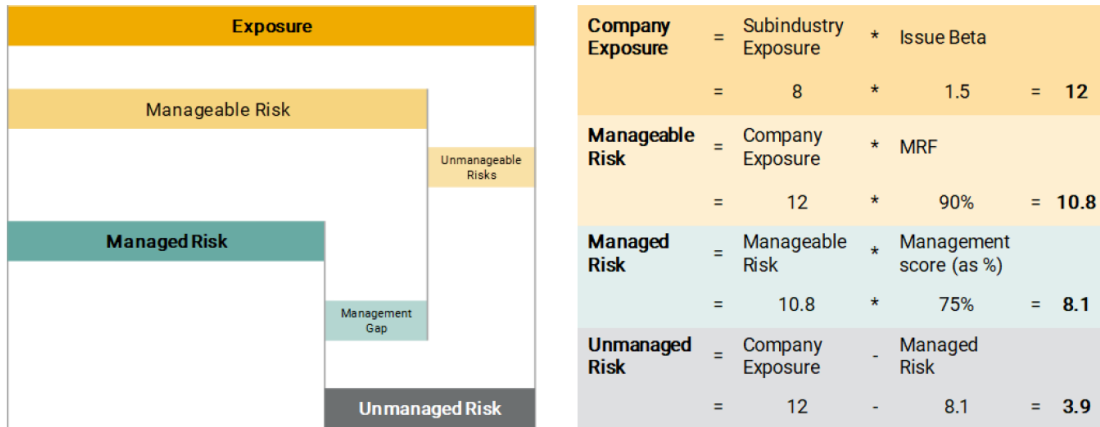 Exposure
Manageable Risk
Unmanageable
Risks
Managed Risk
Management
Gap
Unmanaged Risk
Company Exposure = Subindustry Exposure * Issue Beta
= 8 * 1.5 = 12
Manageable Risk = Company Exposure * MRF
= 12 * 90% = 10.8
Managed Risk = Manageable Risk * Management score (as %)
= 10.8 * 75% = 8.1
Unmanaged Risk = Company Exposure - Managed Risk
= 12 - 8.1 = 3.9